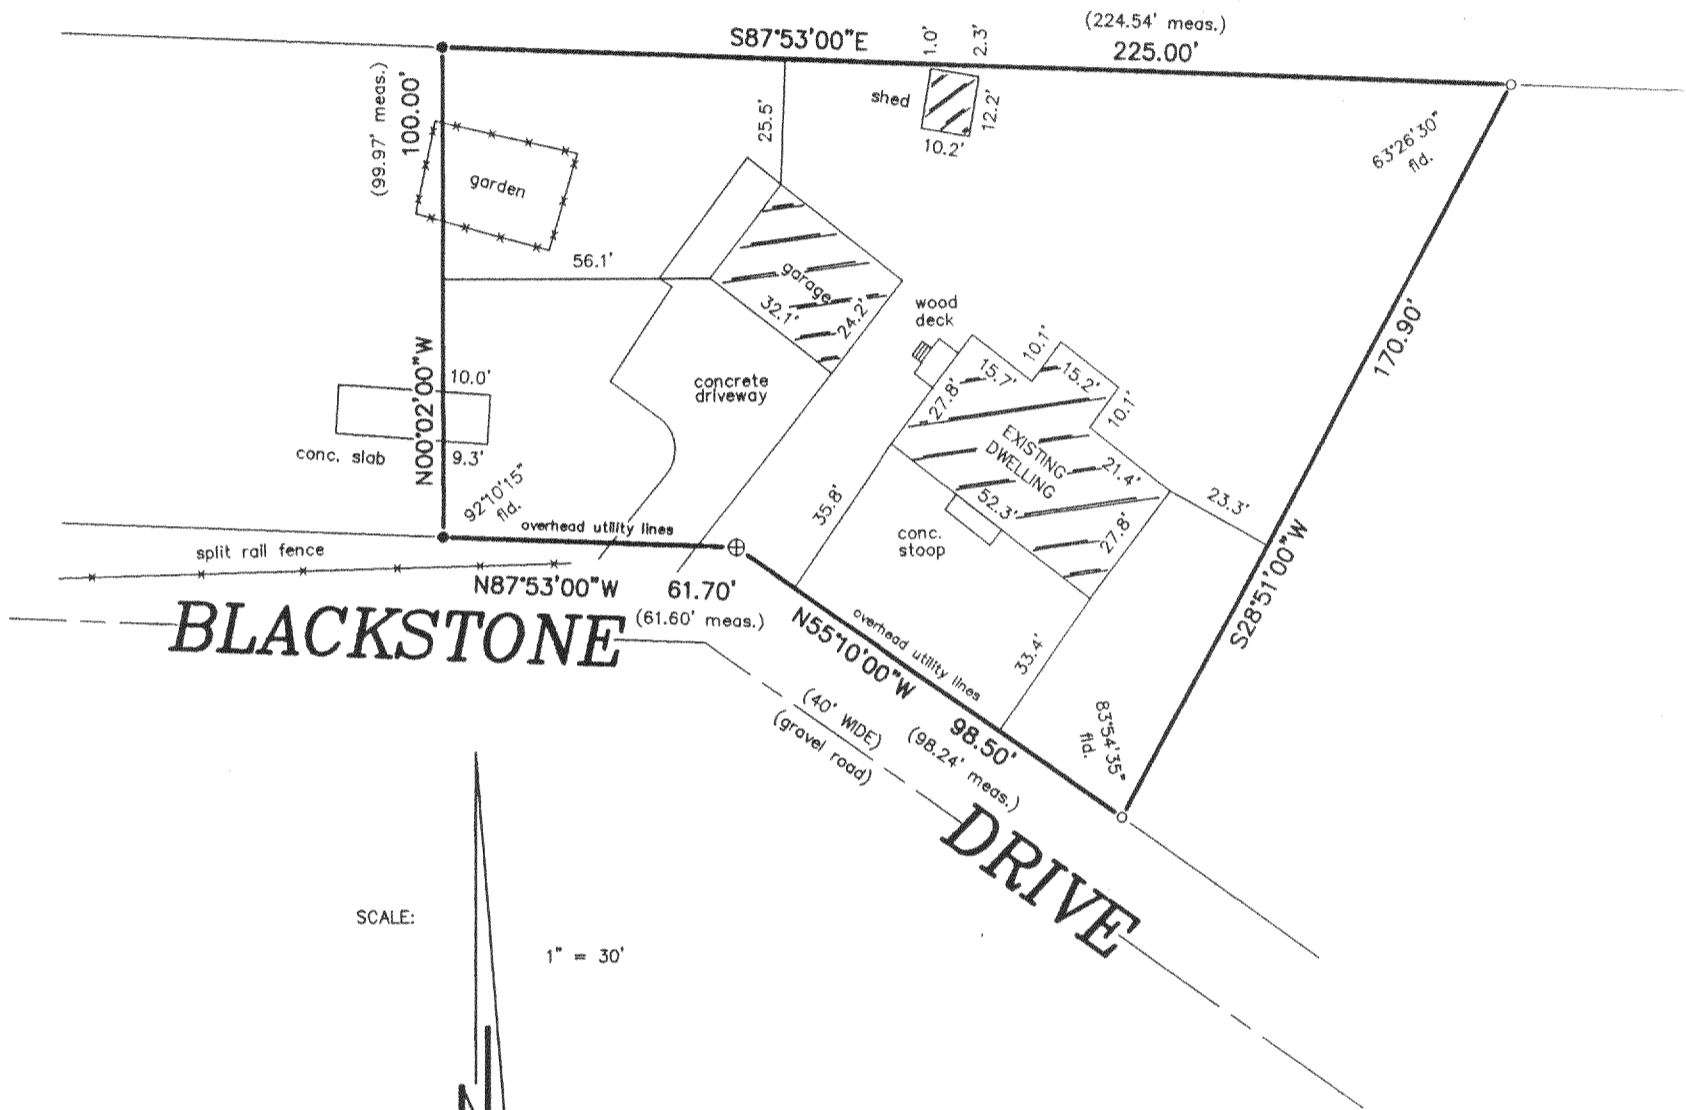 (224.54' meas.)
S87°53'00"E
225.00'
1.0'
2.3'
shed
12.2'
10.2'
(99.97' meas.)
100.00'
25.5'
63°26'30"
fld.
garden
56.1'
garage
32.1'
24.2'
wood
deck
10.1'
15.7'
15.2'
10.1'
27.8'
170.90'
concrete
driveway
10.0'
N00°02'00"W
conc. slab
9.3'
EXISTING
DWELLING
21.4'
52.3'
27.8'
23.3'
35.8'
conc.
stoop
92°10'15"
fld.
overhead utility lines
split rail fence
N87°53'00"W
61.70'
(61.60' meas.)
BLACKSTONE
N55°10'00"W
overhead utility lines
33.4'
S28°51'00"W
98.50'
(98.24' meas.)
(40' WIDE)
(gravel road)
83°54'35"
fld.
DRIVE
SCALE:
1" = 30'
N